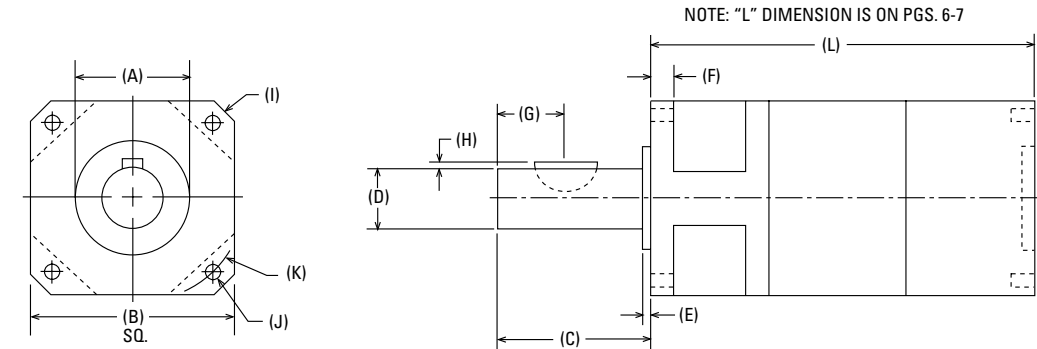 NOTE: “L” DIMENSION IS ON PGS. 6-7
(L)
(A)
(I)
(F)
(G)
(H)
(D)
(K)
(J)
(B)
SQ.
(E)
(C)